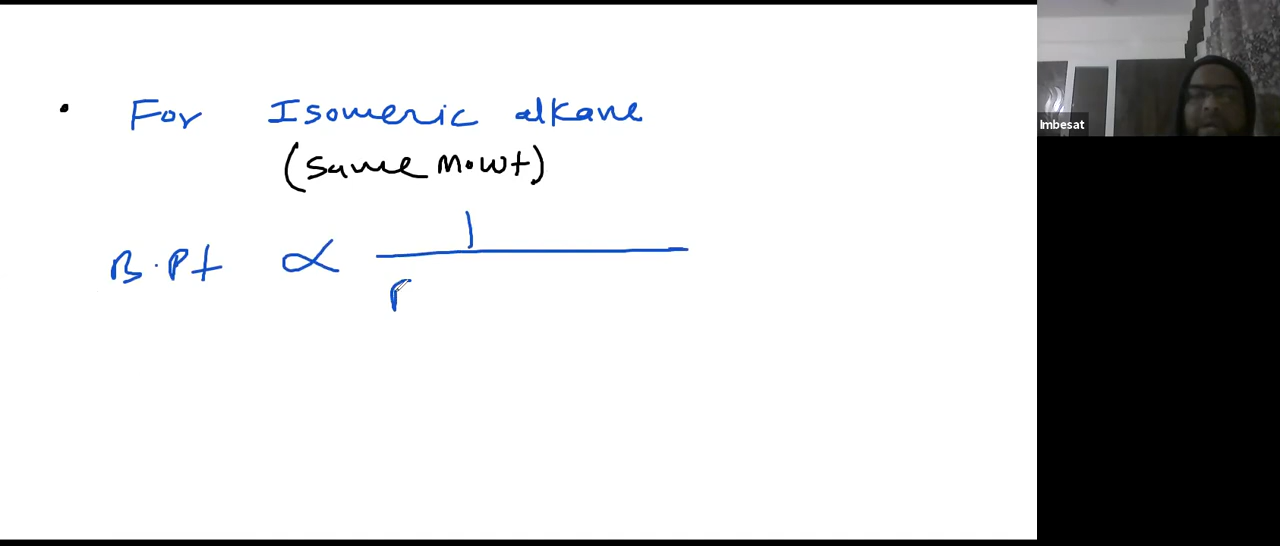 • For Isomeric alkane
(Same M.wt)
B.Pt ∝ 1
Imbesat